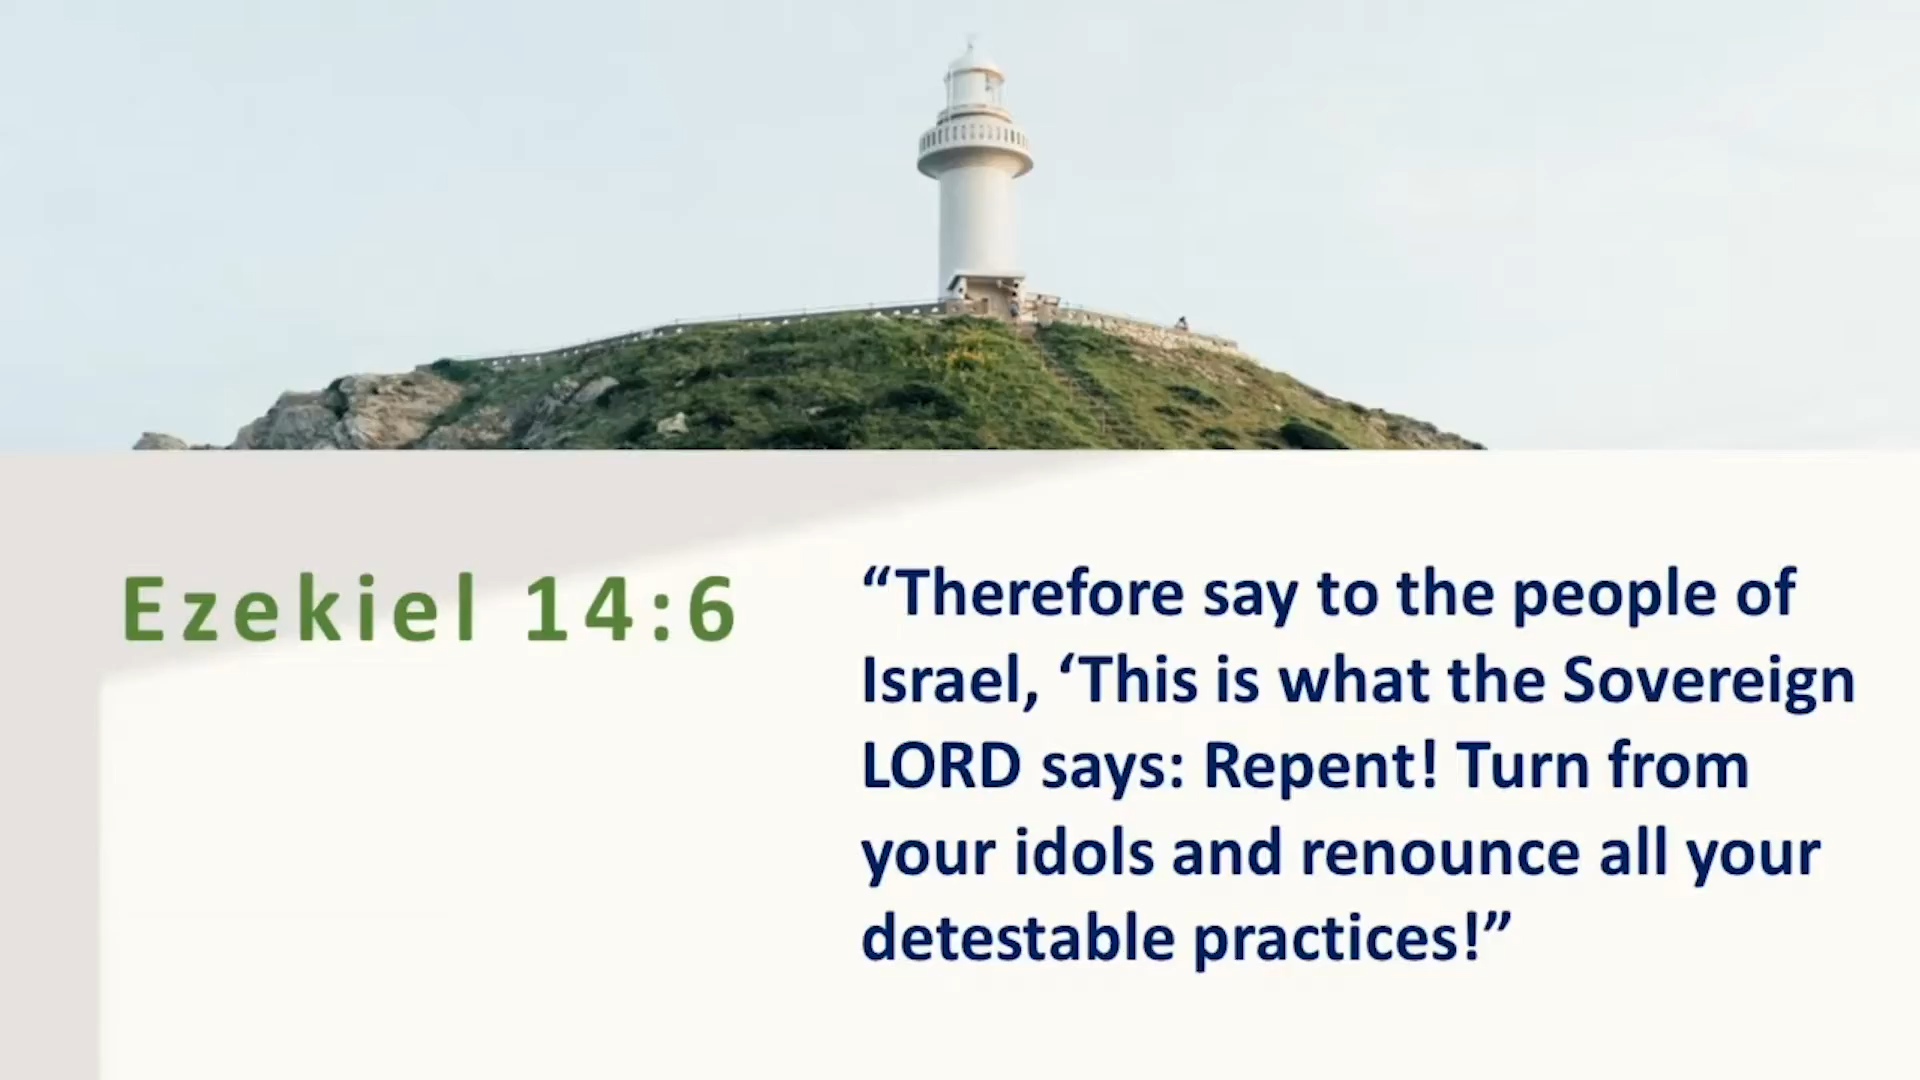 Ezekiel 14:6
“Therefore say to the people of
Israel, ‘This is what the Sovereign
LORD says: Repent! Turn from
your idols and renounce all your
detestable practices!”